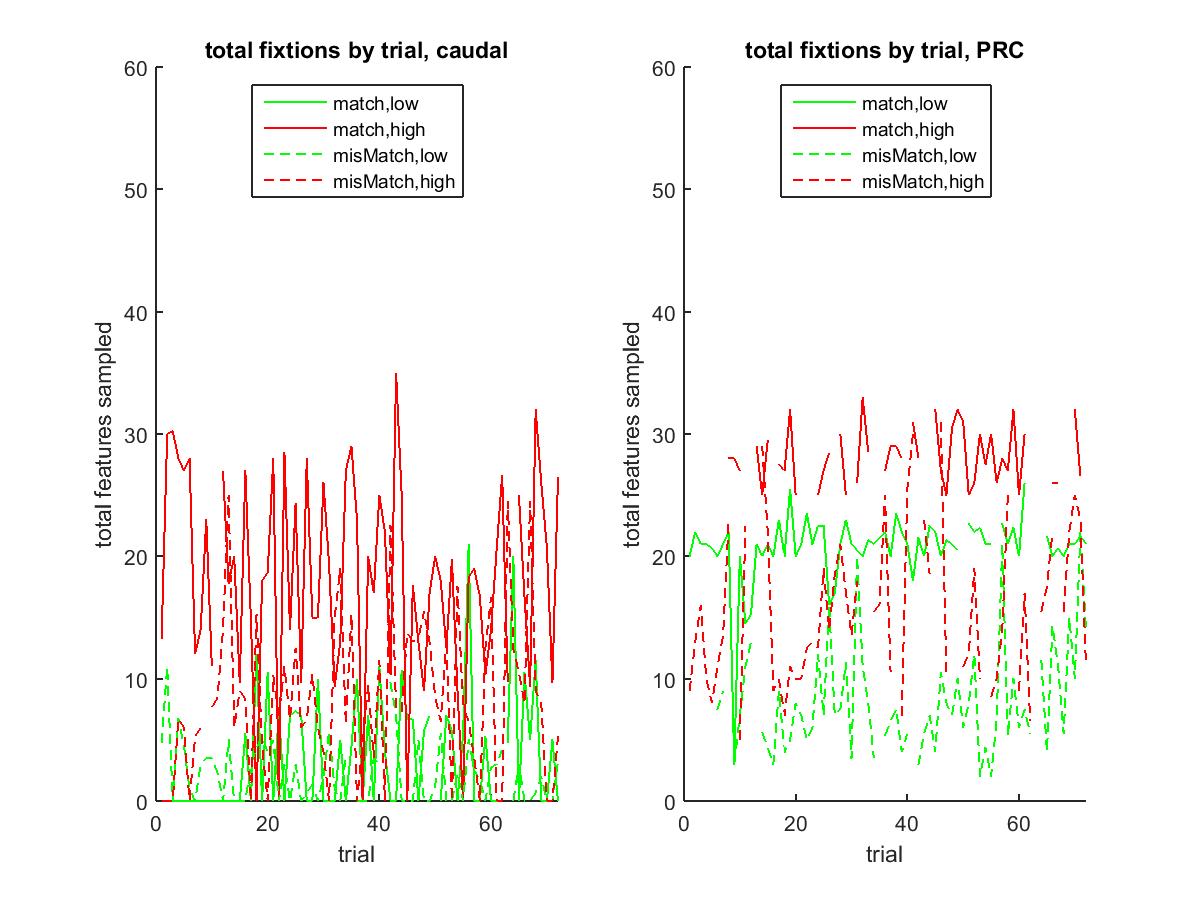 total fixtions by trial, caudal
60
50
40
30
20
10
0
total features sampled
match,low
match,high
misMatch,low
misMatch,high
0 20 40 60
trial
total fixtions by trial, PRC
60
50
40
30
20
10
0
total features sampled
match,low
match,high
misMatch,low
misMatch,high
0 20 40 60
trial